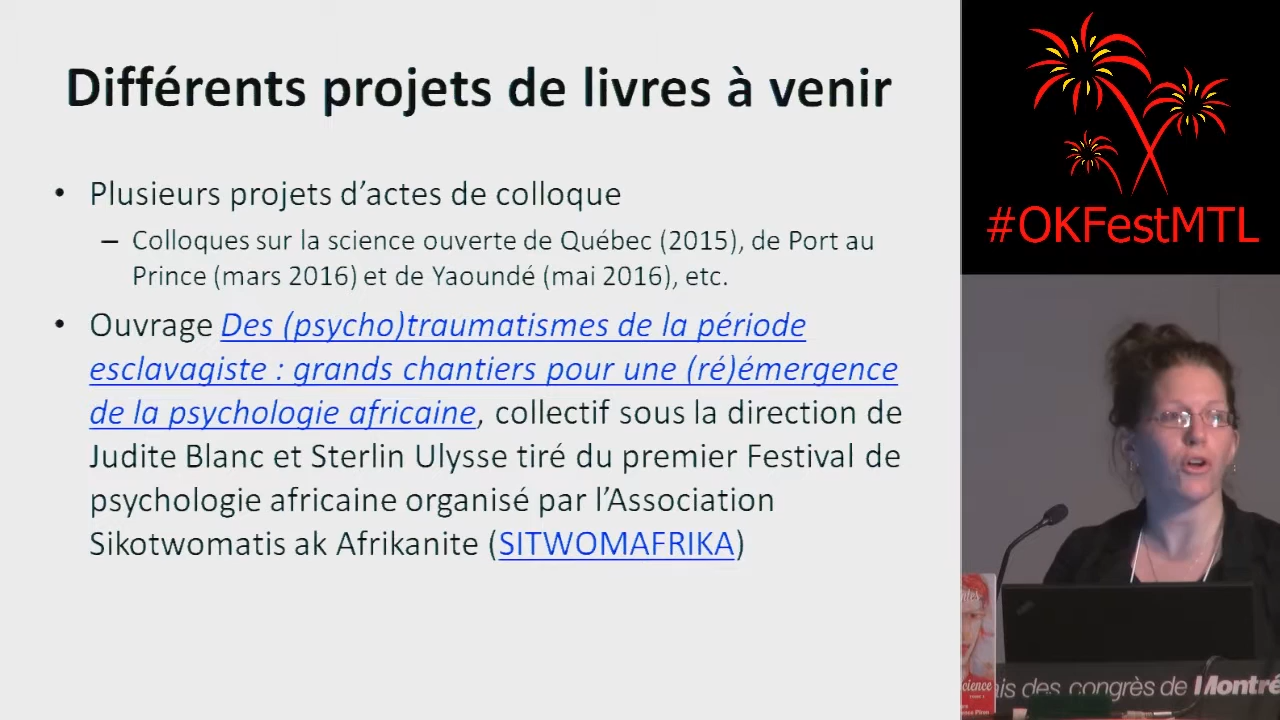 Différents projets de livres à venir
• Plusieurs projets d’actes de colloque
– Colloques sur la science ouverte de Québec (2015), de Port au
Prince (mars 2016) et de Yaoundé (mai 2016), etc.
• Ouvrage Des (psycho)traumatismes de la période
esclavagiste : grands chantiers pour une (ré)émergence
de la psychologie africaine, collectif sous la direction de
Judite Blanc et Sterlin Ulysse tiré du premier Festival de
psychologie africaine organisé par l’Association
Sikotwomatis ak Afrikanite (SITWOMAFRIKA)
#OKFestMTL
des congrès de Montré